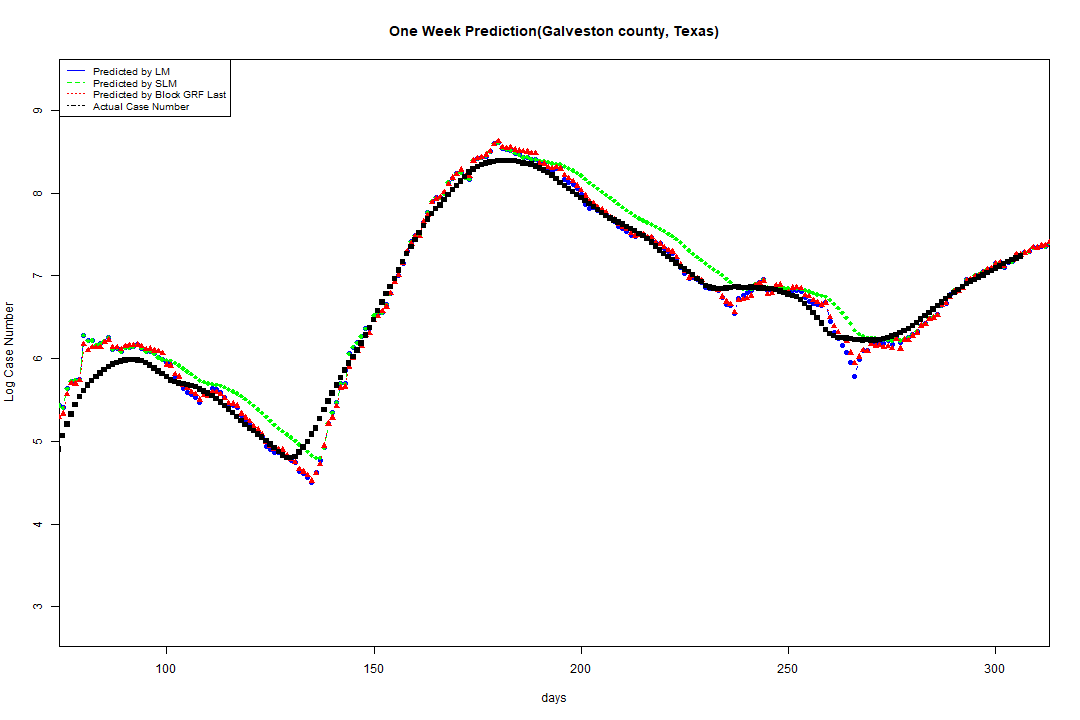 One Week Prediction(Galveston county, Texas)
Predicted by LM
Predicted by SLM
Predicted by Block GRF Last
Actual Case Number
Log Case Number
9
8
7
6
5
4
3
100 150 200 250 300
days